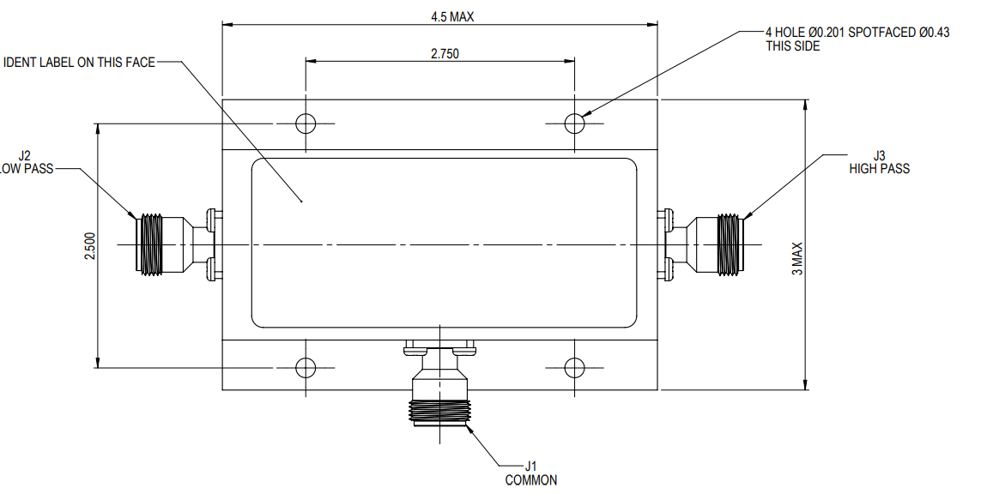 4.5 MAX
4 HOLE Ø0.201 SPOTFACED Ø0.43
THIS SIDE
2.750
IDENT LABEL ON THIS FACE
J2
LOW PASS
J3
HIGH PASS
2.500
3 MAX
J1
COMMON